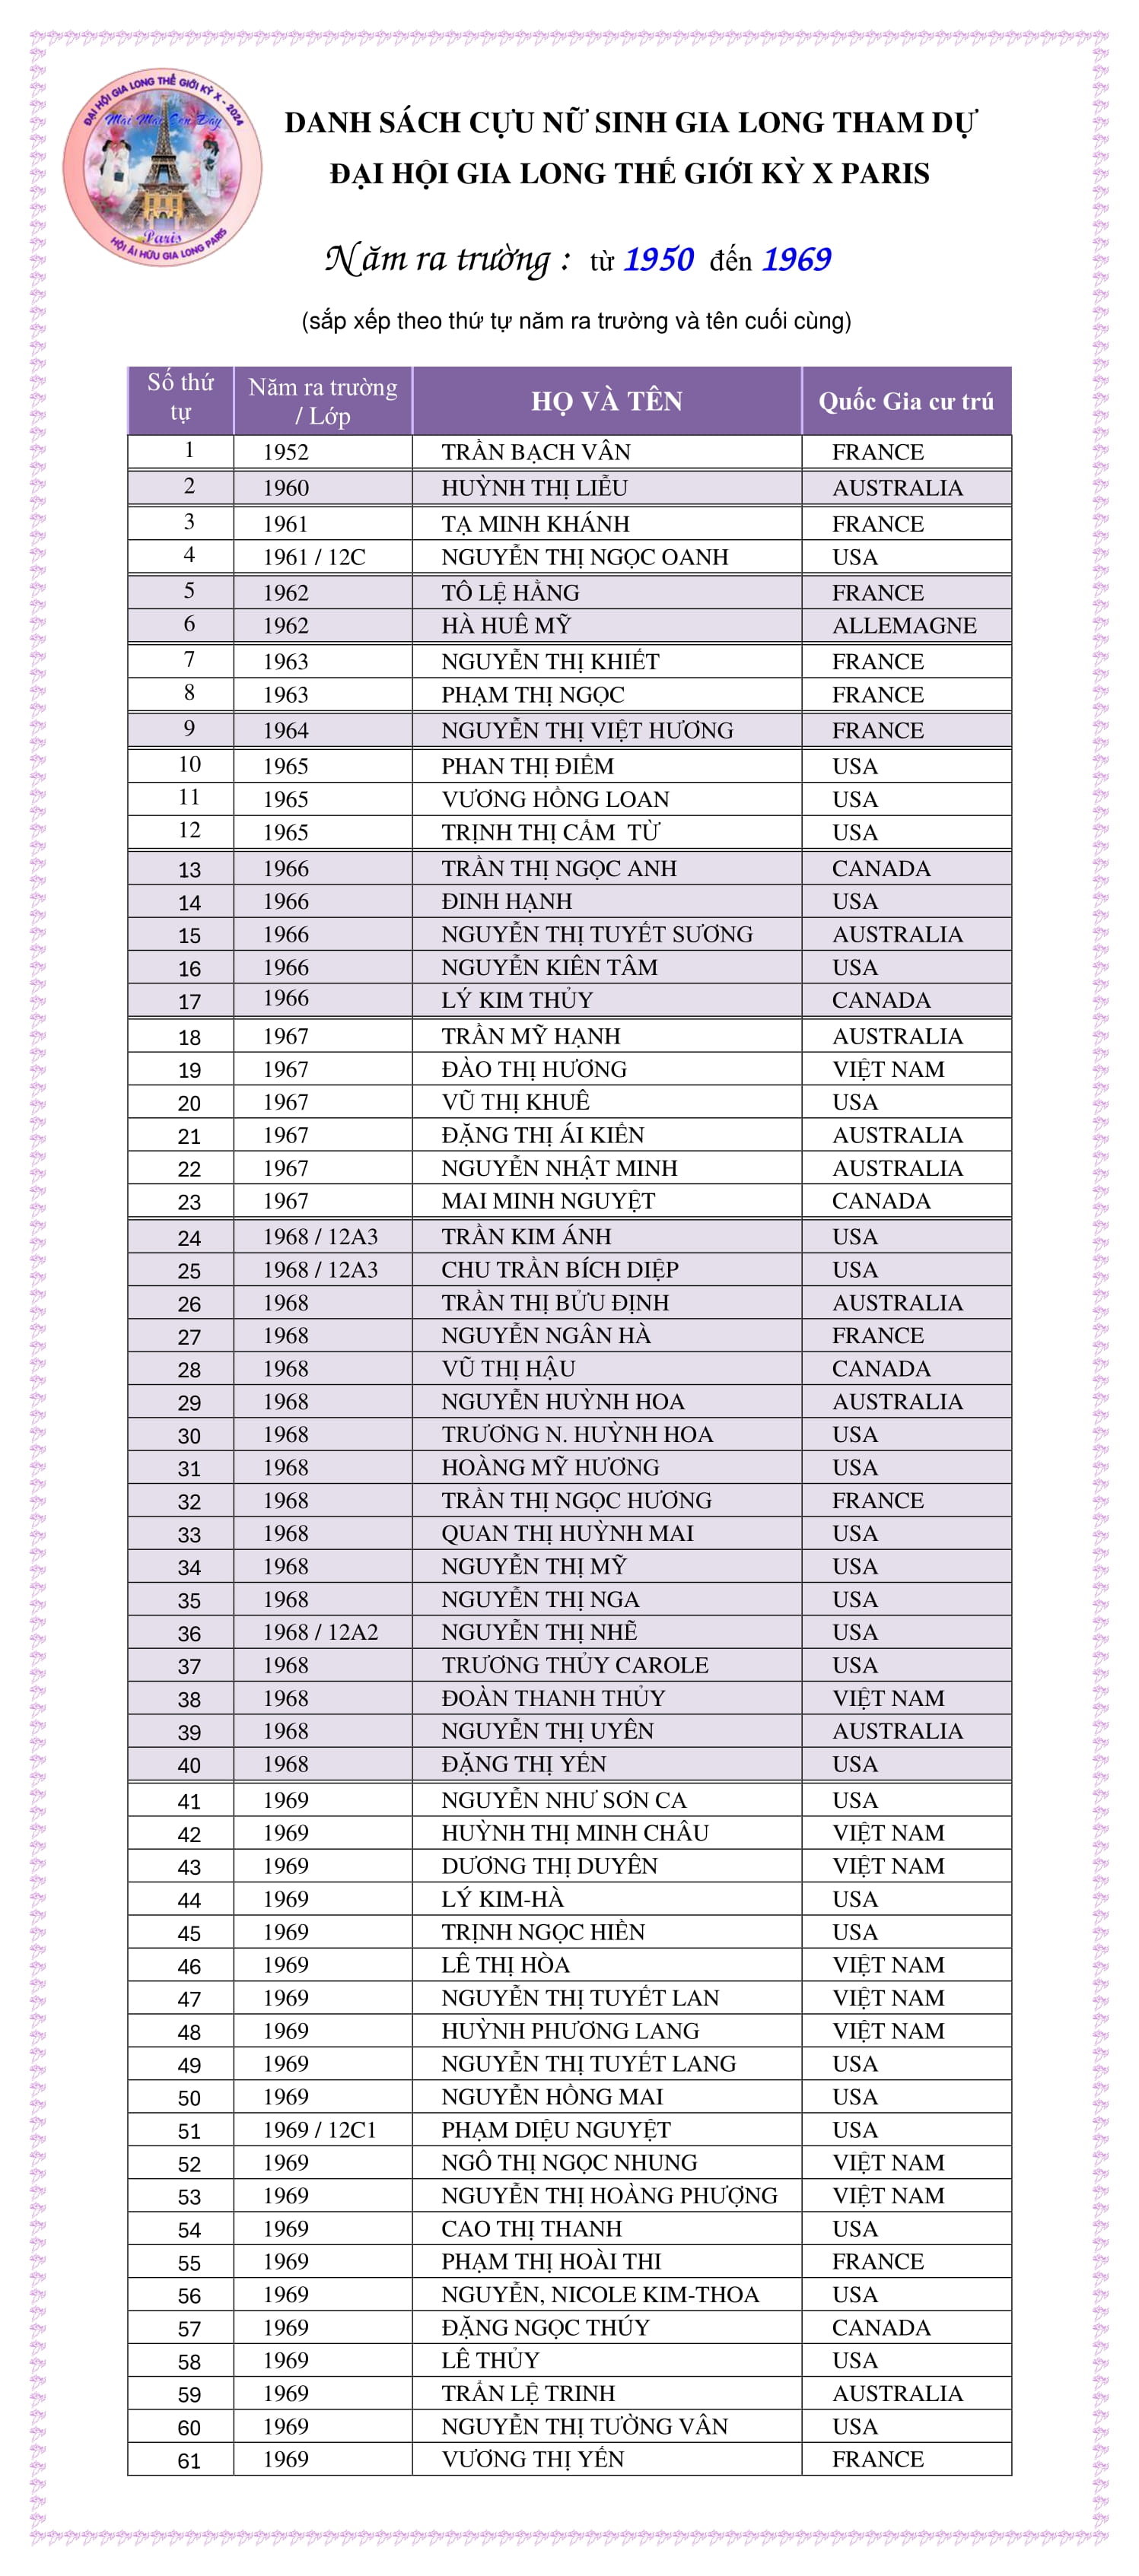 ĐẠI HỘI GIA LONG THẾ GIỚI KỲ X - 2024
Mãi Mãi Còn Đây
Paris
HỘI ÁI HỮU GIA LONG PARIS
DANH SÁCH CỰU NỮ SINH GIA LONG THAM DỰ
ĐẠI HỘI GIA LONG THẾ GIỚI KỲ X PARIS
Năm ra trường : từ 1950 đến 1969
(sắp xếp theo thứ tự năm ra trường và tên cuối cùng)
Số thứ tự Năm ra trường / Lớp HỌ VÀ TÊN Quốc Gia cư trú
1 1952 TRẦN BẠCH VÂN FRANCE
2 1960 HUỲNH THỊ LIỄU AUSTRALIA
3 1961 TẠ MINH KHÁNH FRANCE
4 1961 / 12C NGUYỄN THỊ NGỌC OANH USA
5 1962 TÔ LỆ HẰNG FRANCE
6 1962 HÀ HUÊ MỸ ALLEMAGNE
7 1963 NGUYỄN THỊ KHIẾT FRANCE
8 1963 PHẠM THỊ NGỌC FRANCE
9 1964 NGUYỄN THỊ VIỆT HƯƠNG FRANCE
10 1965 PHAN THỊ ĐIỂM USA
11 1965 VƯƠNG HỒNG LOAN USA
12 1965 TRỊNH THỊ CẨM TỪ USA
13 1966 TRẦN THỊ NGỌC ANH CANADA
14 1966 ĐINH HẠNH USA
15 1966 NGUYỄN THỊ TUYẾT SƯƠNG AUSTRALIA
16 1966 NGUYỄN KIÊN TÂM USA
17 1966 LÝ KIM THỦY CANADA
18 1967 TRẦN MỸ HẠNH AUSTRALIA
19 1967 ĐÀO THỊ HƯƠNG VIỆT NAM
20 1967 VŨ THỊ KHUÊ USA
21 1967 ĐẶNG THỊ ÁI KIÊN AUSTRALIA
22 1967 NGUYỄN NHẬT MINH AUSTRALIA
23 1967 MAI MINH NGUYỆT CANADA
24 1968 / 12A3 TRẦN KIM ÁNH USA
25 1968 / 12A3 CHU TRẦN BÍCH DIỆP USA
26 1968 TRẦN THỊ BỬU ĐỊNH AUSTRALIA
27 1968 NGUYỄN NGÂN HÀ FRANCE
28 1968 VŨ THỊ HẬU CANADA
29 1968 NGUYỄN HUỲNH HOA AUSTRALIA
30 1968 TRƯƠNG N. HUỲNH HOA USA
31 1968 HOÀNG MỸ HƯƠNG USA
32 1968 TRẦN THỊ NGỌC HƯƠNG FRANCE
33 1968 QUAN THỊ HUỲNH MAI USA
34 1968 NGUYỄN THỊ MỸ USA
35 1968 NGUYỄN THỊ NGA USA
36 1968 / 12A2 NGUYỄN THỊ NHẼ USA
37 1968 TRƯƠNG THỦY CAROLE USA
38 1968 ĐOÀN THANH THỦY VIỆT NAM
39 1968 NGUYỄN THỊ UYÊN AUSTRALIA
40 1968 ĐẶNG THỊ YẾN USA
41 1969 NGUYỄN NHƯ SƠN CA USA
42 1969 HUỲNH THỊ MINH CHÂU VIỆT NAM
43 1969 DƯƠNG THỊ DUYÊN VIỆT NAM
44 1969 LÝ KIM-HÀ USA
45 1969 TRỊNH NGỌC HIỀN USA
46 1969 LÊ THỊ HÒA VIỆT NAM
47 1969 NGUYỄN THỊ TUYẾT LAN VIỆT NAM
48 1969 HUỲNH PHƯƠNG LANG VIỆT NAM
49 1969 NGUYỄN THỊ TUYẾT LANG USA
50 1969 NGUYỄN HỒNG MAI USA
51 1969 / 12C1 PHẠM DIỆU NGUYỆT USA
52 1969 NGÔ THỊ NGỌC NHUNG VIỆT NAM
53 1969 NGUYỄN THỊ HOÀNG PHƯỢNG VIỆT NAM
54 1969 CAO THỊ THANH USA
55 1969 PHẠM THỊ HOÀI THI FRANCE
56 1969 NGUYỄN, NICOLE KIM-THOA USA
57 1969 ĐẶNG NGỌC THÚY CANADA
58 1969 LÊ THỦY USA
59 1969 TRẦN LỆ TRINH AUSTRALIA
60 1969 NGUYỄN THỊ TƯỜNG VÂN USA
61 1969 VƯƠNG THỊ YẾN FRANCE